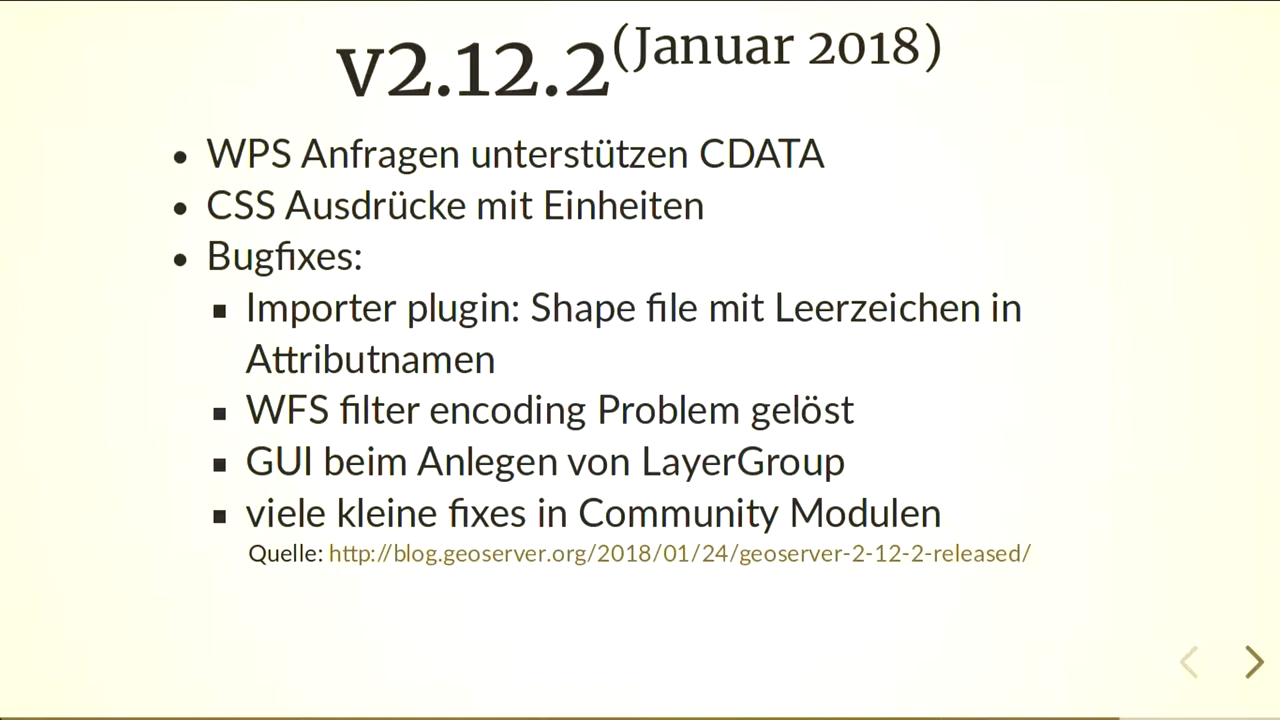 v2.12.2(Januar 2018)
• WPS Anfragen unterstützen CDATA
• CSS Ausdrücke mit Einheiten
• Bugfixes:
▪ Importer plugin: Shape file mit Leerzeichen in
Attributnamen
▪ WFS filter encoding Problem gelöst
▪ GUI beim Anlegen von LayerGroup
▪ viele kleine fixes in Community Modulen
Quelle: http://blog.geoserver.org/2018/01/24/geoserver-2-12-2-released/